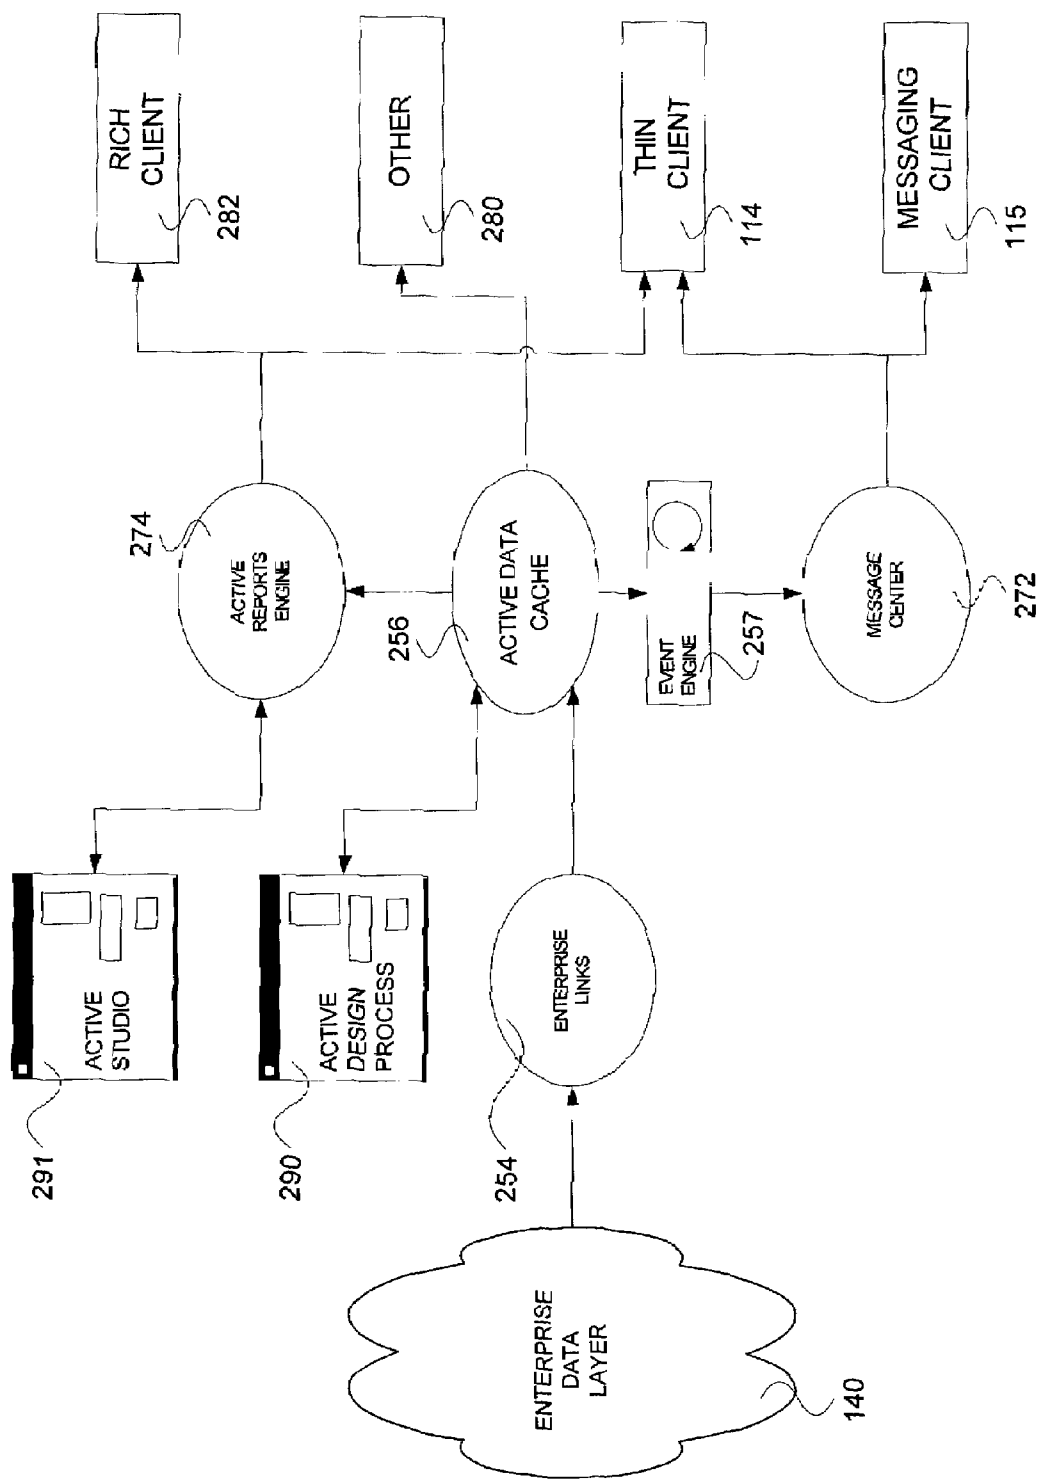 RICH
CLIENT
282
OTHER
280
THIN
CLIENT
114
MESSAGING
CLIENT
115
ACTIVE
REPORTS
ENGINE
274
ACTIVE DATA
CACHE
256
EVENT
ENGINE
257
MESSAGE
CENTER
272
ACTIVE
STUDIO
291
ACTIVE
DESIGN
PROCESS
290
ENTERPRISE
LINKS
254
ENTERPRISE
DATA
LAYER
140